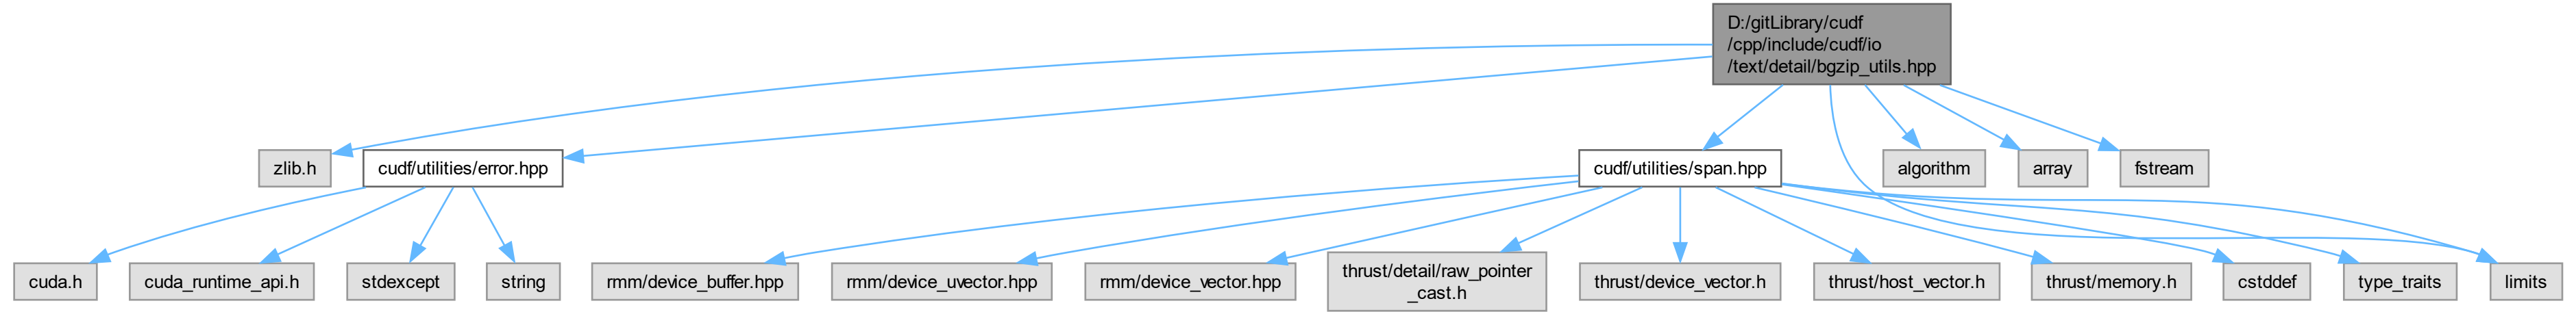 D:/gitLibrary/cudf
/cpp/include/cudf/io
/text/detail/bgzip_utils.hpp
zlib.h
cudf/utilities/error.hpp
cudf/utilities/span.hpp
algorithm
array
fstream
cuda.h
cuda_runtime_api.h
stdexcept
string
rmm/device_buffer.hpp
rmm/device_uvector.hpp
rmm/device_vector.hpp
thrust/detail/raw_pointer
_cast.h
thrust/device_vector.h
thrust/host_vector.h
thrust/memory.h
cstddef
type_traits
limits